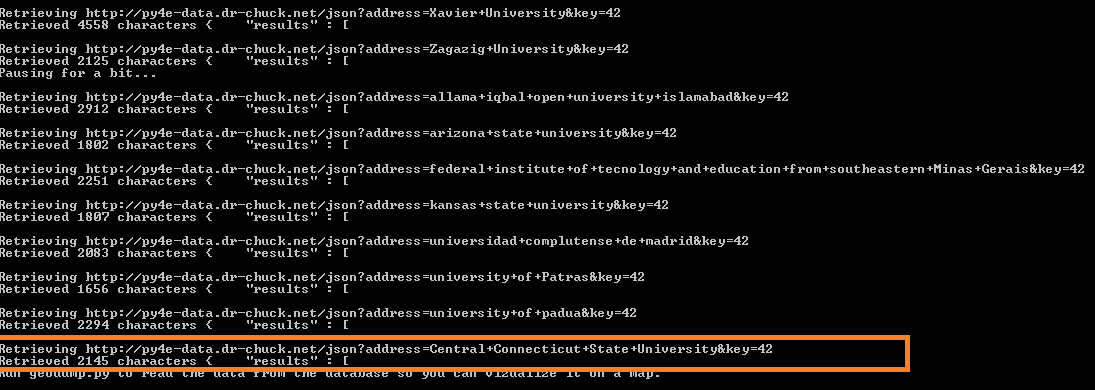 Retrieving http://py4e-data.dr-chuck.net/json?address=Xavier+University&key=42
Retrieved 4558 characters {    "results" : [
Retrieving http://py4e-data.dr-chuck.net/json?address=Zagazig+University&key=42
Retrieved 2125 characters {    "results" : [
Pausing for a bit...
Retrieving http://py4e-data.dr-chuck.net/json?address=allama+iqbal+open+university+islamabad&key=42
Retrieved 2912 characters {    "results" : [
Retrieving http://py4e-data.dr-chuck.net/json?address=arizona+state+university&key=42
Retrieved 1802 characters {    "results" : [
Retrieving http://py4e-data.dr-chuck.net/json?address=federal+institute+of+tecnology+and+education+from+southeastern+Minas+Gerais&key=42
Retrieved 2251 characters {    "results" : [
Retrieving http://py4e-data.dr-chuck.net/json?address=kansas+state+university&key=42
Retrieved 1807 characters {    "results" : [
Retrieving http://py4e-data.dr-chuck.net/json?address=universidad+complutense+de+madrid&key=42
Retrieved 2083 characters {    "results" : [
Retrieving http://py4e-data.dr-chuck.net/json?address=university+of+Patras&key=42
Retrieved 1656 characters {    "results" : [
Retrieving http://py4e-data.dr-chuck.net/json?address=university+of+padua&key=42
Retrieved 2294 characters {    "results" : [
Retrieving http://py4e-data.dr-chuck.net/json?address=Central+Connecticut+State+University&key=42
Retrieved 2145 characters {    "results" : [
Run geodump.py to read the data from the database so you can vizualize it on a map.